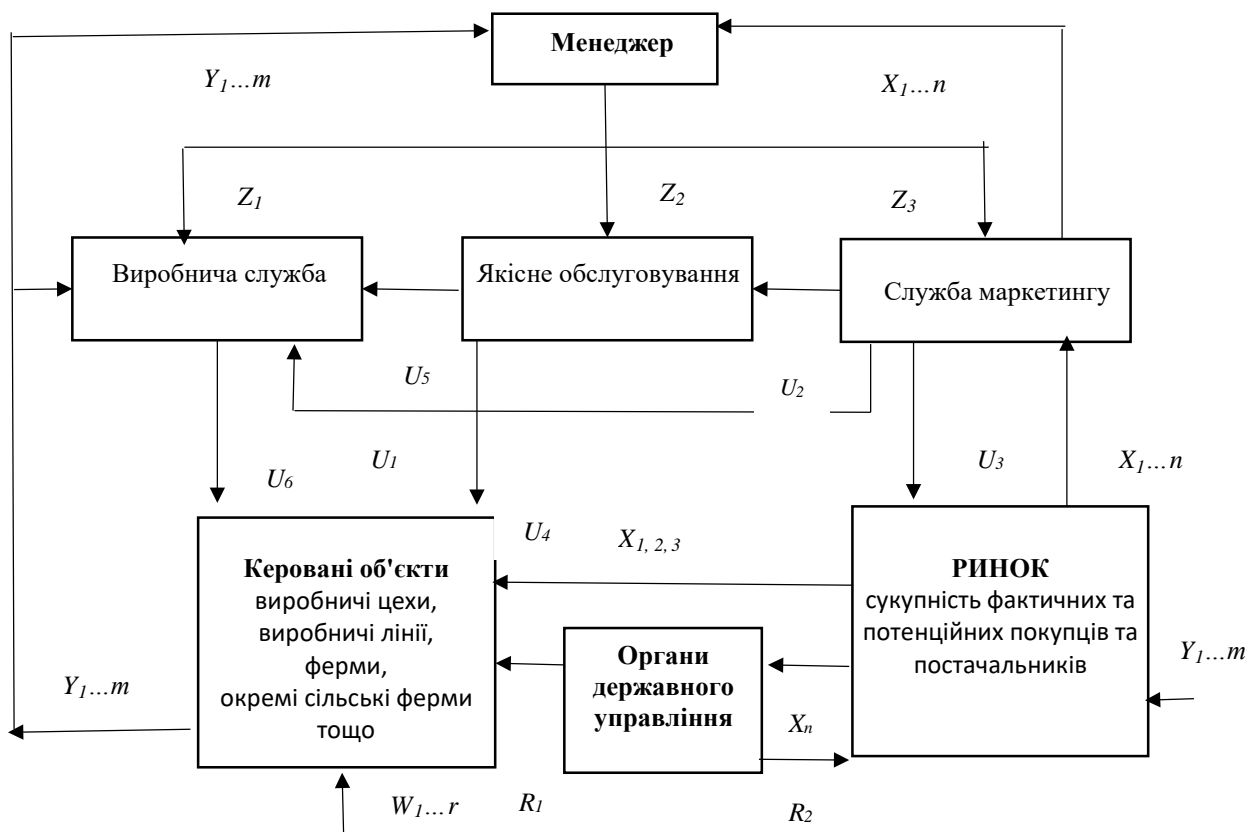 Менеджер
Y1...m
X1...n
Z1
Z2
Z3
Виробнича служба
Якісне обслуговування
Служба маркетингу
U5
U2
U6
U1
U3
X1...n
U4
X1, 2, 3
Керовані об'єкти
виробничі цехи,
виробничі лінії,
ферми,
окремі сільські ферми
тощо
РИНОК
сукупність фактичних та
потенційних покупців та
постачальників
Органи
державного
управління
Y1...m
Y1...m
Xn
W1...r
R1
R2